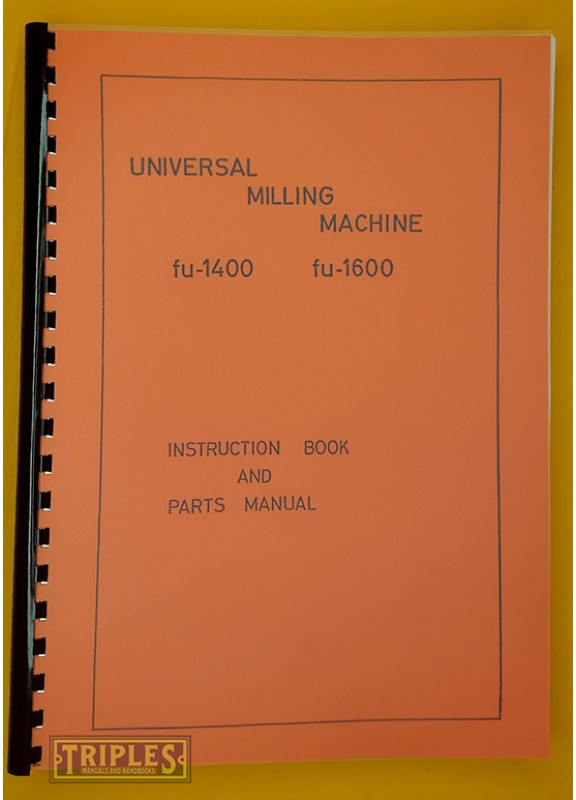 UNIVERSAL
MILLING
MACHINE
fu-1400 fu-1600
INSTRUCTION BOOK
AND
PARTS MANUAL
TRIPLES
MANUALS AND HANDBOOKS